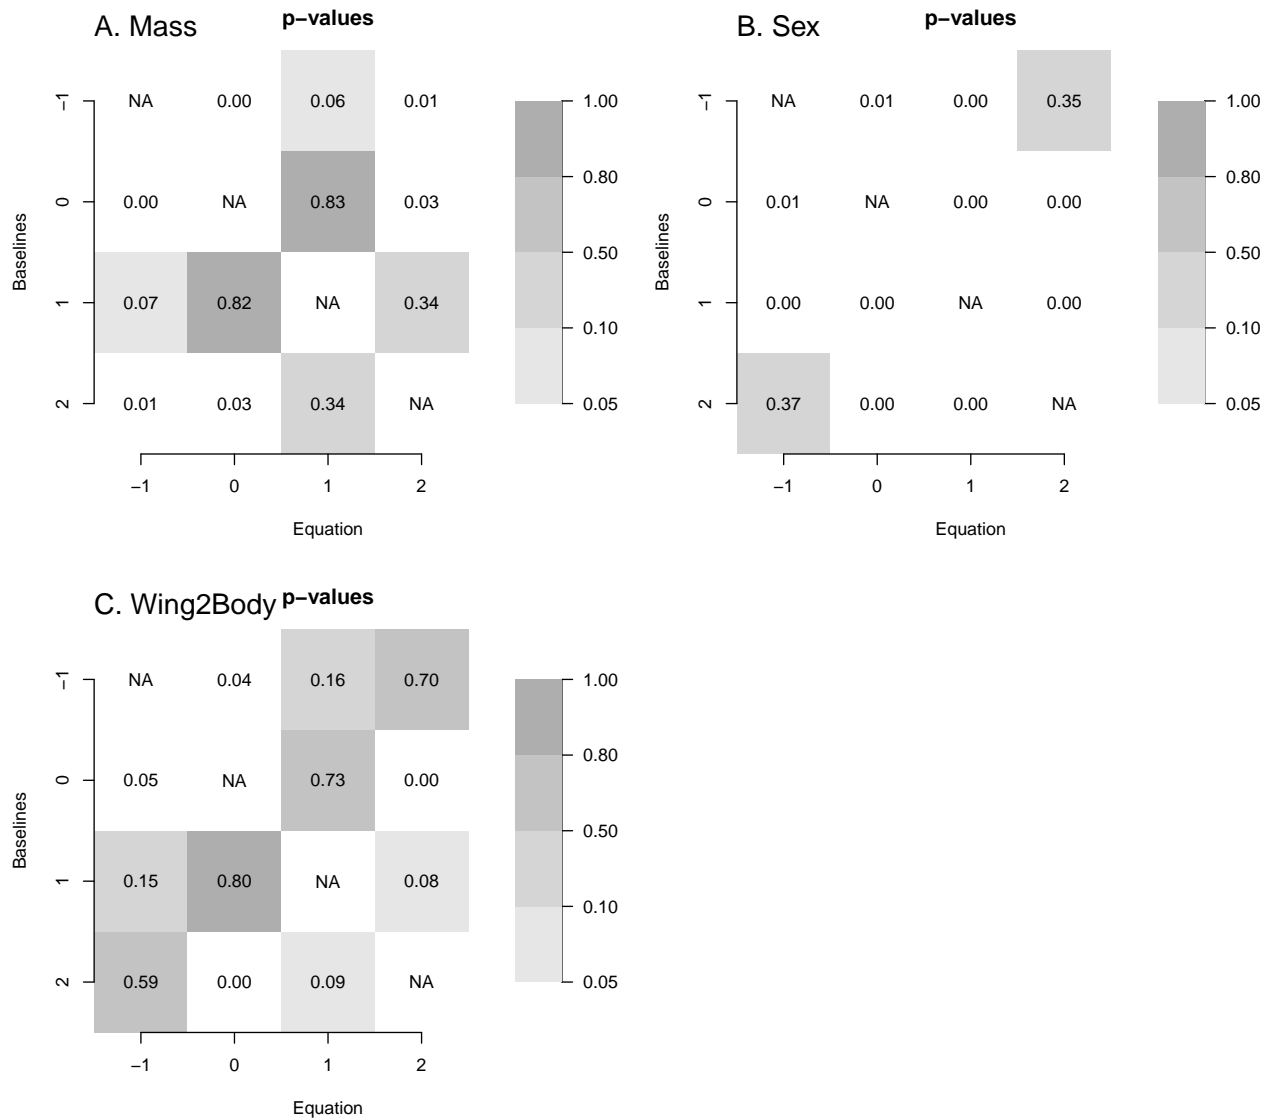 A. Mass
p−values
−1 NA 0.00 0.06 0.01
0 0.00 NA 0.83 0.03
1 0.07 0.82 NA 0.34
2 0.01 0.03 0.34 NA
Baselines
−1 0 1 2
Equation
1.00
0.80
0.50
0.10
0.05
B. Sex
p−values
−1 NA 0.01 0.00 0.35
0 0.01 NA 0.00 0.00
1 0.00 0.00 NA 0.00
2 0.37 0.00 0.00 NA
Baselines
−1 0 1 2
Equation
1.00
0.80
0.50
0.10
0.05
C. Wing2Body
p−values
−1 NA 0.04 0.16 0.70
0 0.05 NA 0.73 0.00
1 0.15 0.80 NA 0.08
2 0.59 0.00 0.09 NA
Baselines
−1 0 1 2
Equation
1.00
0.80
0.50
0.10
0.05